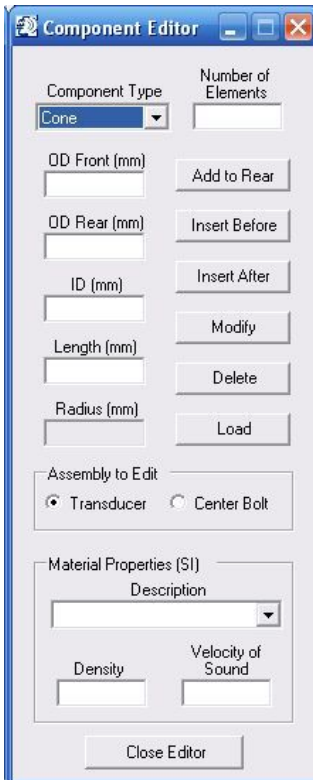 Component Editor
Component Type
Number of
Elements
Cone
OD Front (mm)
Add to Rear
OD Rear (mm)
Insert Before
ID (mm)
Insert After
Length (mm)
Modify
Delete
Radius (mm)
Load
Assembly to Edit
Transducer
Center Bolt
Material Properties (SI)
Description
Density
Velocity of
Sound
Close Editor